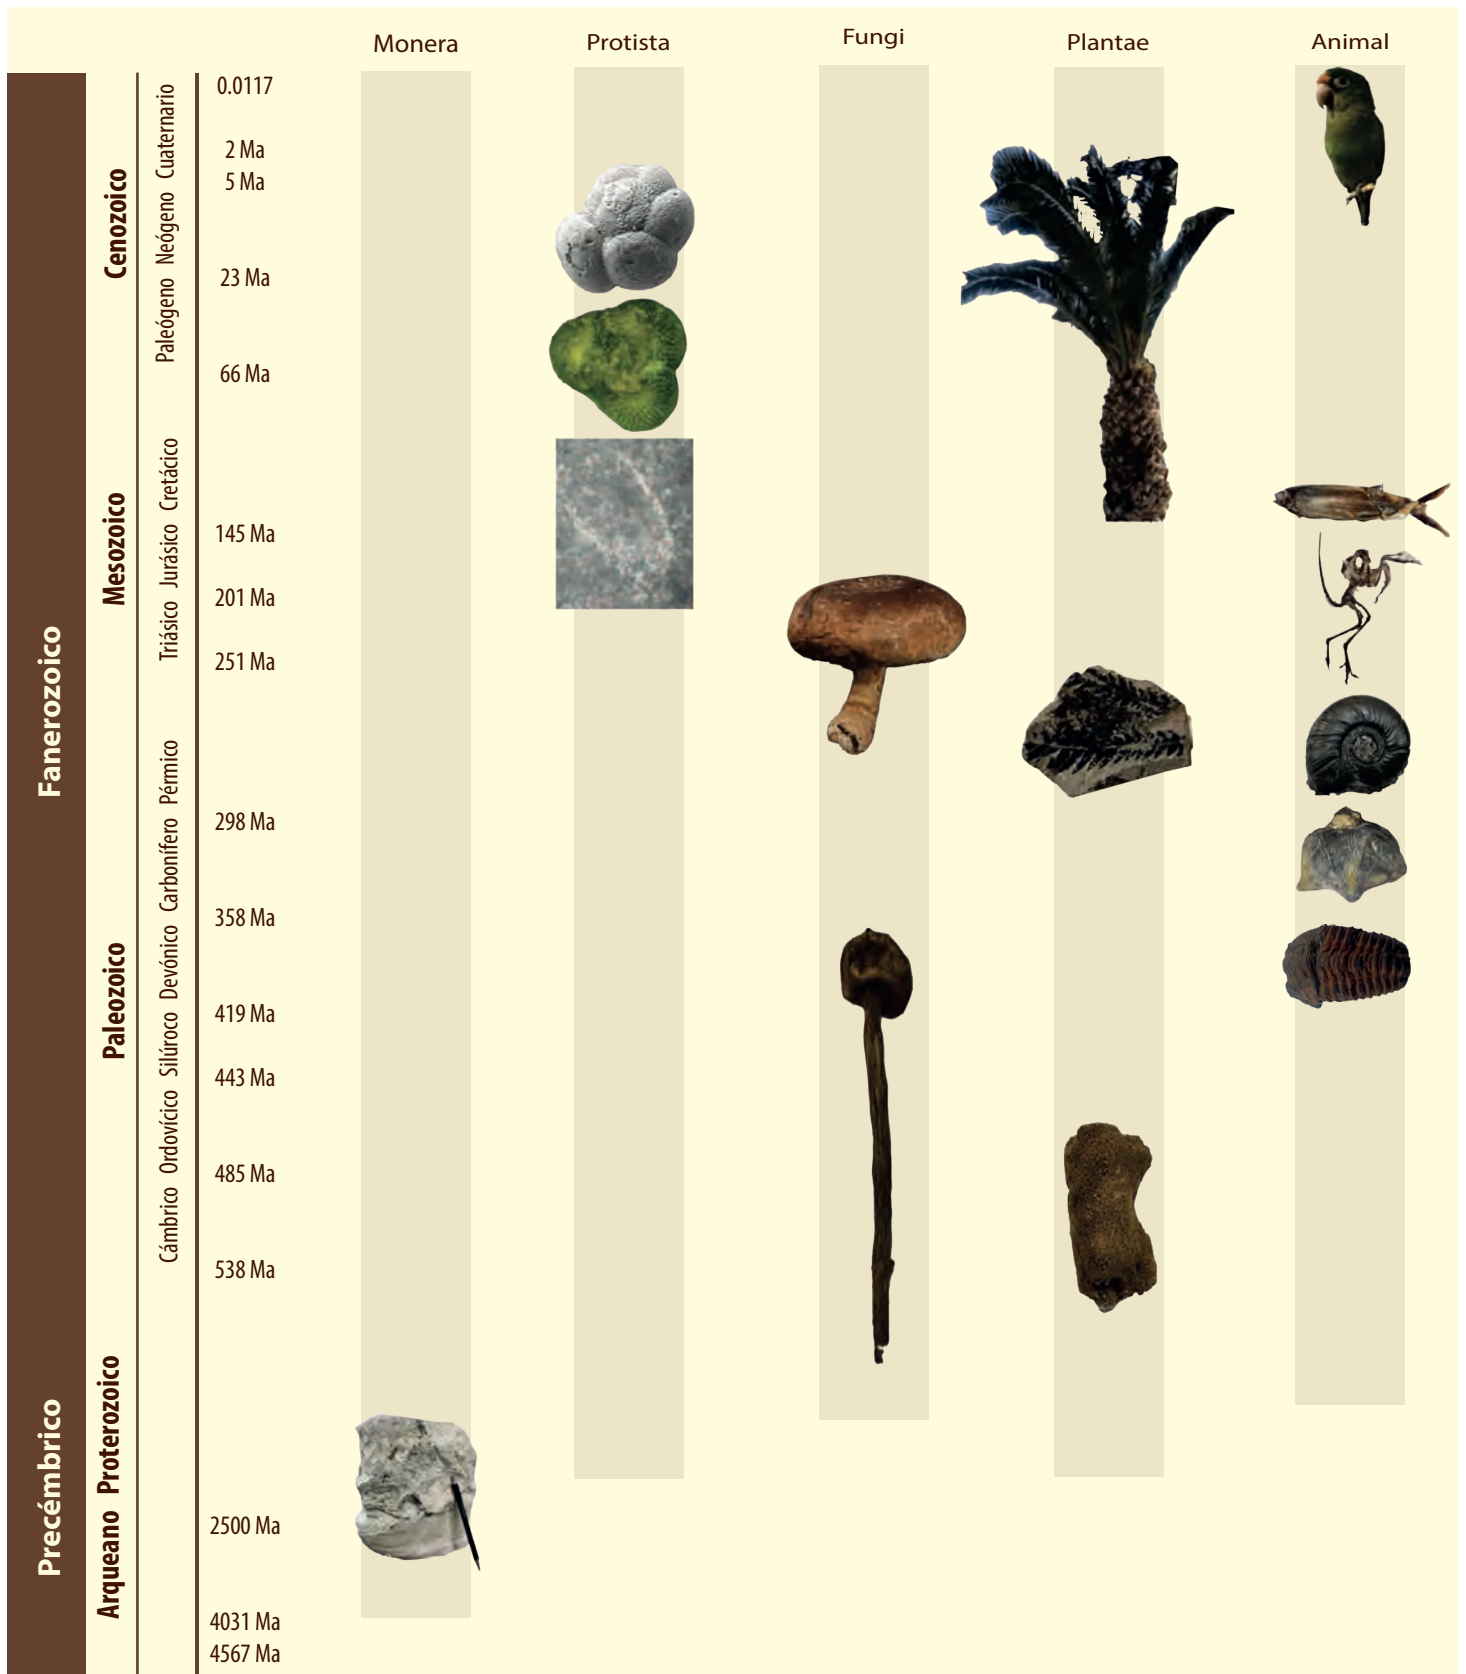 Monera
Protista
Fungi
Plantae
Animal
Fanerozoico
Precémbrico
Cenozoico
Mesozoico
Paleozoico
Proterozoico
Arqueano
Cuaternario
Neógeno
Paleógeno
Cretácico
Jurásico
Triásico
Pérmico
Carbonífero
Devónico
Silúroco
Ordovícico
Cámbrico
0.0117
2 Ma
5 Ma
23 Ma
66 Ma
145 Ma
201 Ma
251 Ma
298 Ma
358 Ma
419 Ma
443 Ma
485 Ma
538 Ma
2500 Ma
4031 Ma
4567 Ma